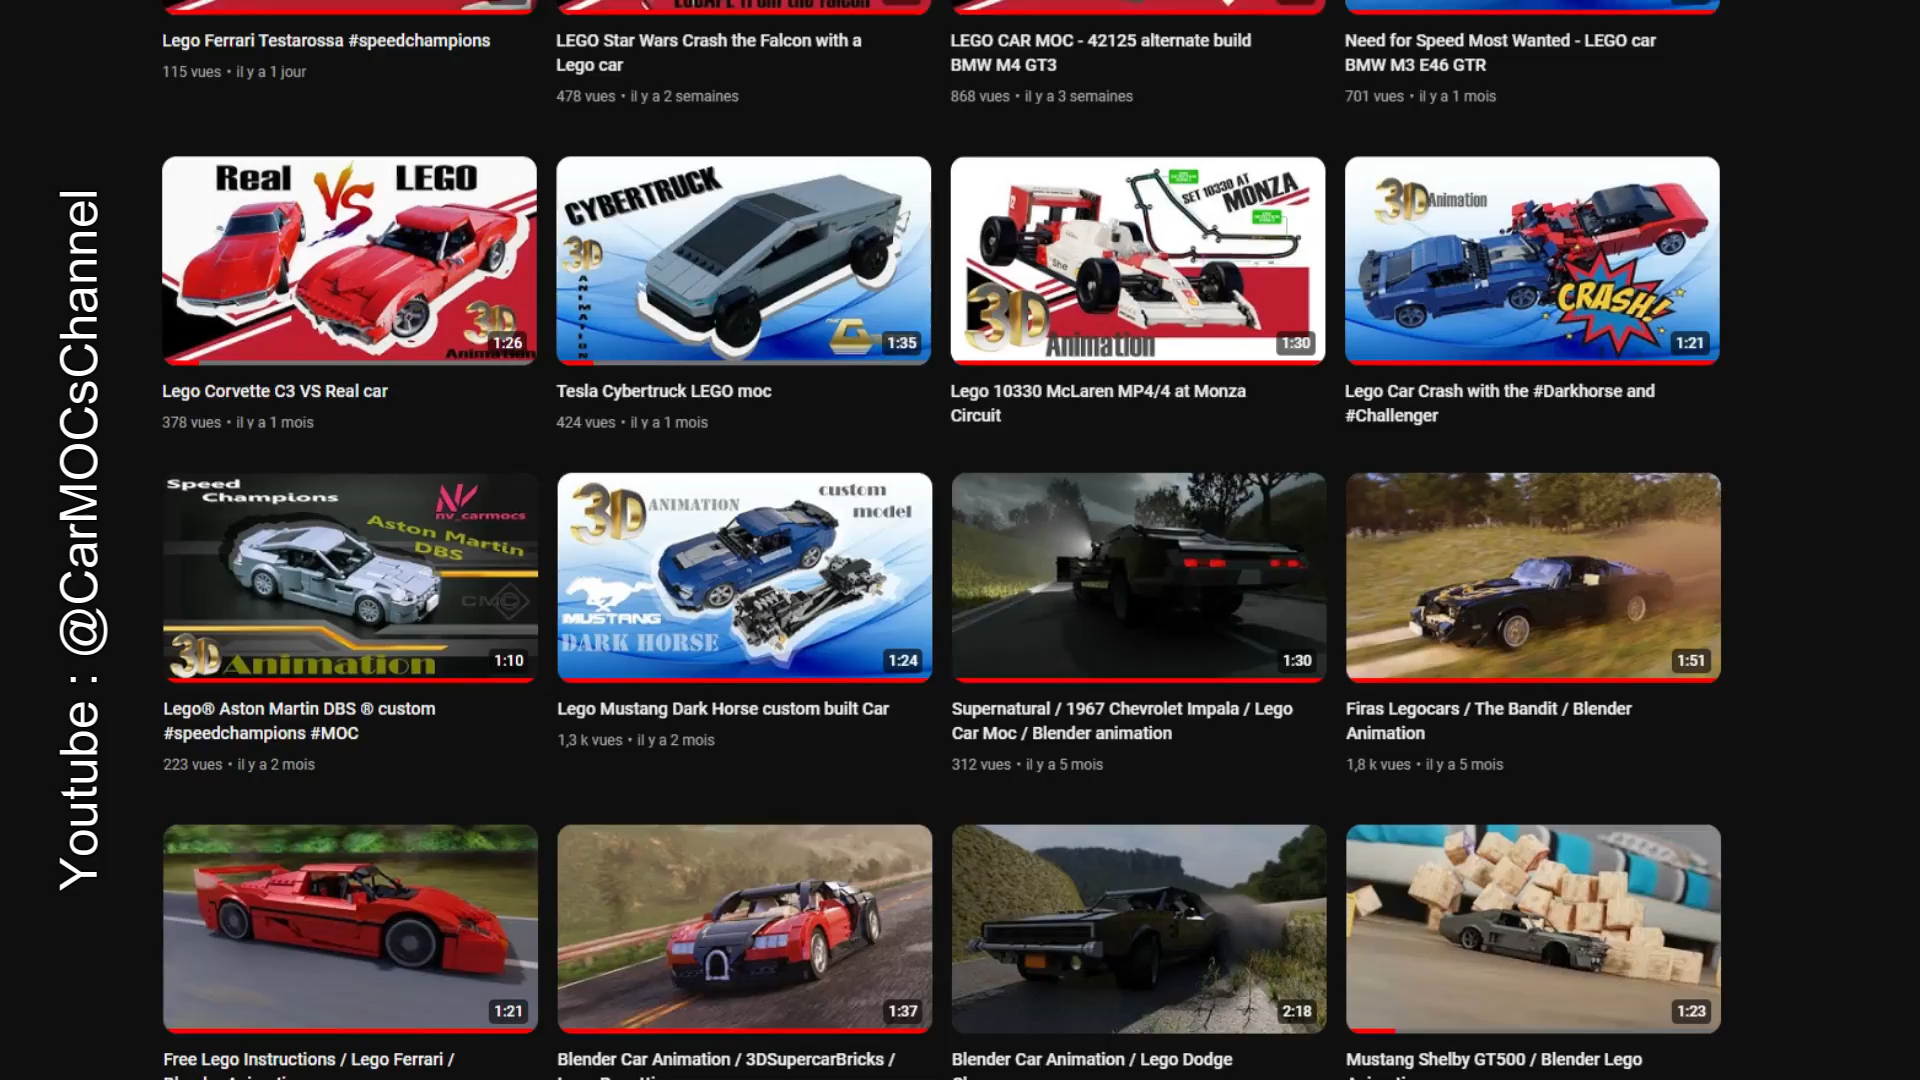 ESCAPE from the falcon
Lego Ferrari Testarossa #speedchampions
115 vues • il y a 1 jour
LEGO Star Wars Crash the Falcon with a
Lego car
478 vues • il y a 2 semaines
LEGO CAR MOC - 42125 alternate build
BMW M4 GT3
868 vues • il y a 3 semaines
Need for Speed Most Wanted - LEGO car
BMW M3 E46 GTR
701 vues • il y a 1 mois
Real VS LEGO
3D
Animation
1:26
Lego Corvette C3 VS Real car
378 vues • il y a 1 mois
CYBERTRUCK
3D
ANIMATION
1:35
Tesla Cybertruck LEGO moc
424 vues • il y a 1 mois
SET 10330 AT
MONZA
3D
Animation
1:30
Lego 10330 McLaren MP4/4 at Monza
Circuit
3D Animation
CRASH!
1:21
Lego Car Crash with the #Darkhorse and
#Challenger
Speed
Champions
NV
nv_carmocs
Aston Martin
DBS
CMC
3D Animation
1:10
Lego® Aston Martin DBS ® custom
#speedchampions #MOC
223 vues • il y a 2 mois
3D ANIMATION
custom
model
MUSTANG
DARK HORSE
1:24
Lego Mustang Dark Horse custom built Car
1,3 k vues • il y a 2 mois
1:30
Supernatural / 1967 Chevrolet Impala / Lego
Car Moc / Blender animation
312 vues • il y a 5 mois
1:51
Firas Legocars / The Bandit / Blender
Animation
1,8 k vues • il y a 5 mois
1:21
Free Lego Instructions / Lego Ferrari /
1:37
Blender Car Animation / 3DSupercarBricks /
2:18
Blender Car Animation / Lego Dodge
1:23
Mustang Shelby GT500 / Blender Lego
Youtube : @CarMOCsChannel